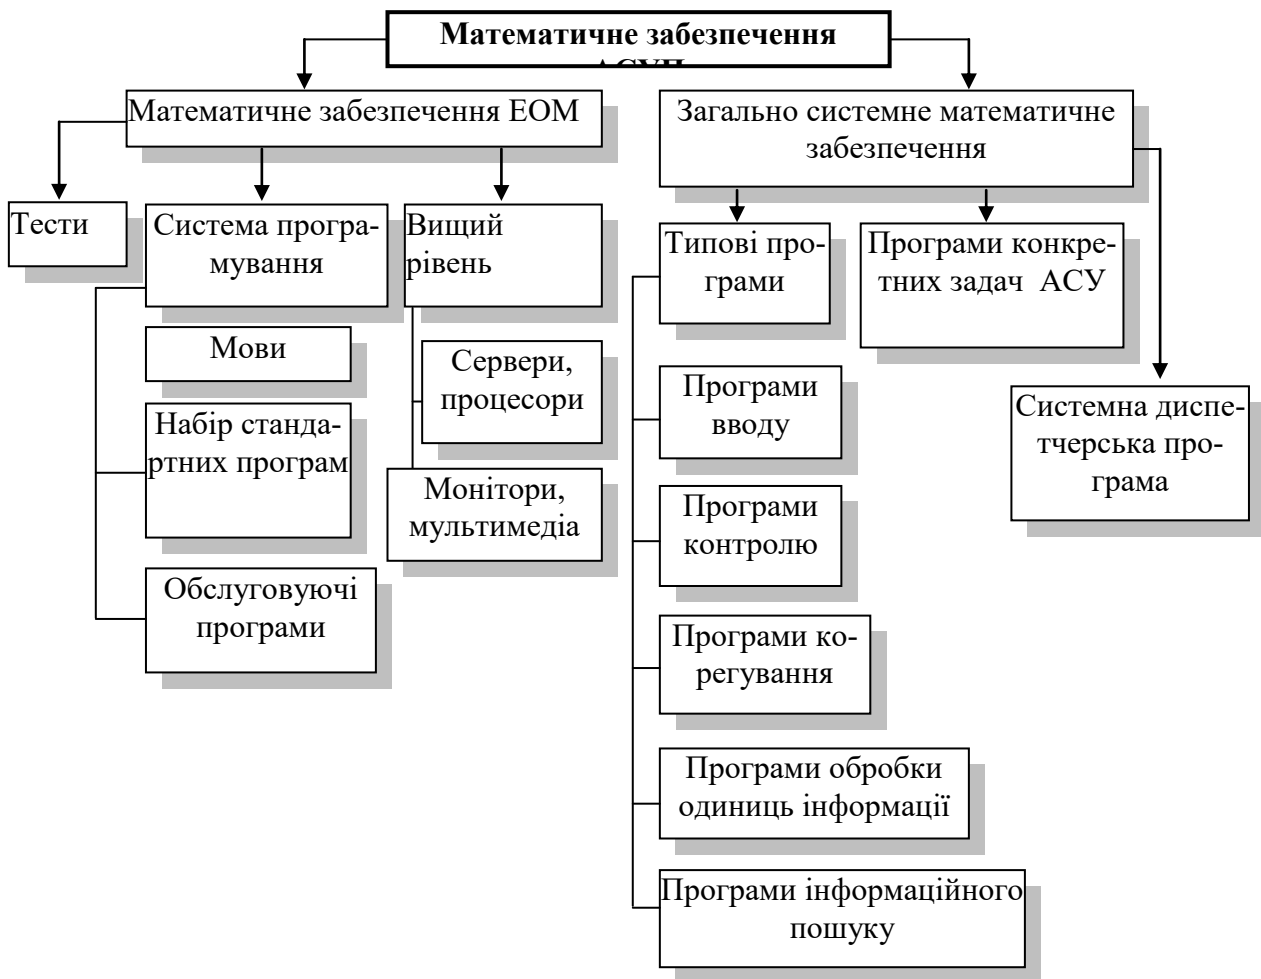 Математичне забезпечення
АСУП
Математичне забезпечення ЕОМ
Загально системне математичне
забезпечення
Тести
Система програ-
мування
Вищий
рівень
Типові про-
грами
Програми конкре-
тних задач АСУ
Мови
Сервери,
процесори
Програми
вводу
Системна диспе-
тчерська про-
грама
Набір станда-
ртних програм
Монітори,
мультимедіа
Програми
контролю
Обслуговуючі
програми
Програми ко-
регування
Програми обробки
одиниць інформації
Програми інформаційного
пошуку